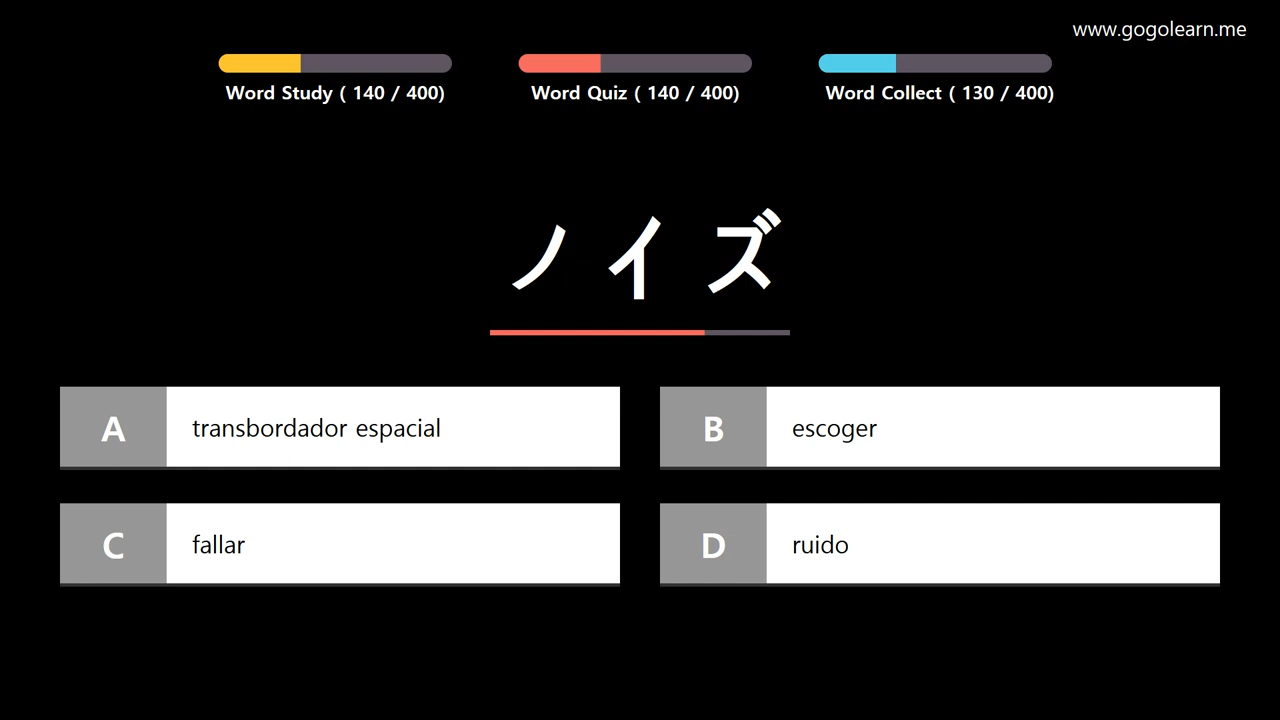 www.gogolearn.me
Word Study ( 140 / 400)
Word Quiz ( 140 / 400)
Word Collect ( 130 / 400)
ノイズ
A transbordador espacial
B escoger
C fallar
D ruido